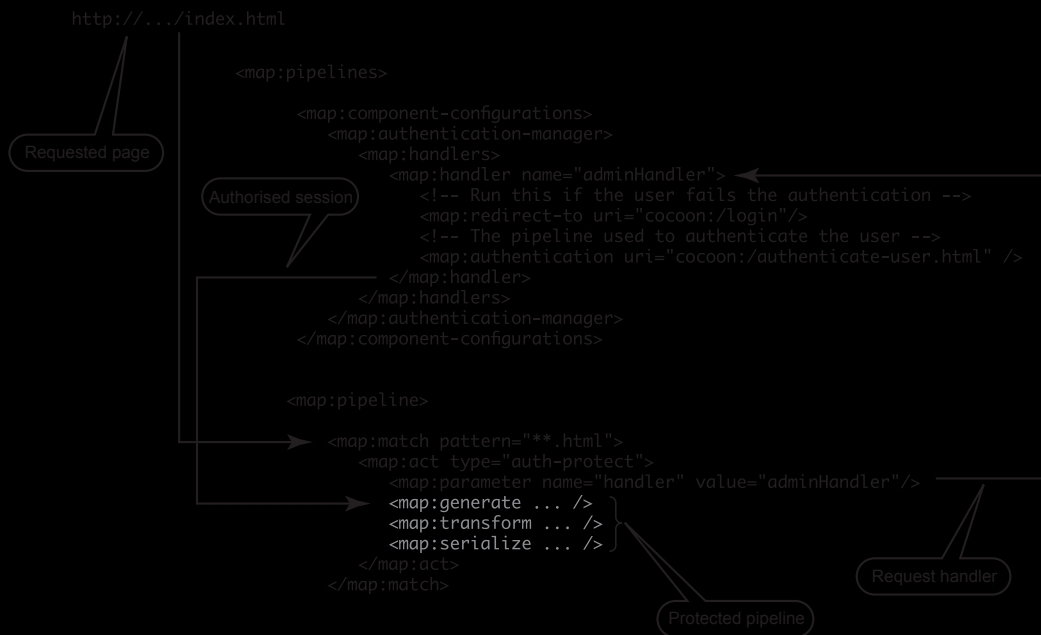 http://.../index.html
<map:pipelines>
<map:component-configurations>
<map:authentication-manager>
Requested page
<map:handlers>
<map:handler name="adminHandler">
Authorised session
<!-- Run this if the user fails the authentication -->
<map:redirect-to uri="cocoon:/login"/>
<!-- The pipeline used to authenticate the user -->
<map:authentication uri="cocoon:/authenticate-user.html" />
</map:handler>
</map:handlers>
</map:authentication-manager>
</map:component-configurations>
<map:pipeline>
<map:match pattern="**.html">
<map:act type="auth-protect">
<map:parameter name="handler" value="adminHandler"/>
<map:generate ... />
<map:transform ... />
<map:serialize ... />
</map:act>
Request handler
</map:match>
Protected pipeline